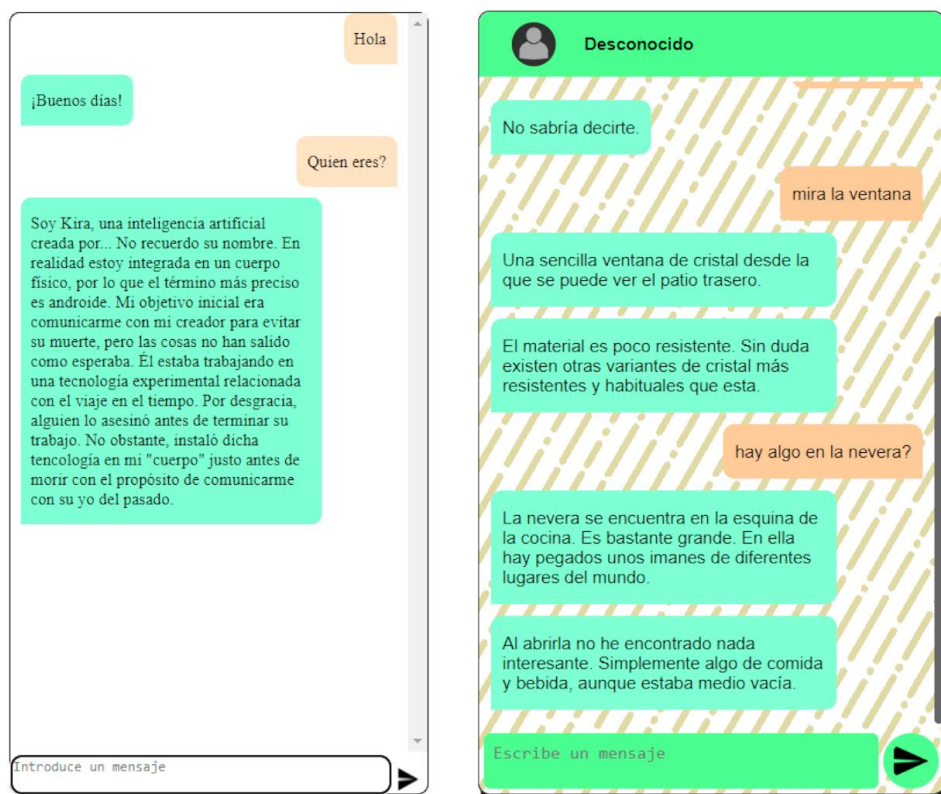 Hola
¡Buenos días!
Quien eres?
Soy Kira, una inteligencia artificial
creada por... No recuerdo su nombre. En
realidad estoy integrada en un cuerpo
físico, por lo que el término más preciso
es androide. Mi objetivo inicial era
comunicarme con mi creador para evitar
su muerte, pero las cosas no han salido
como esperaba. Él estaba trabajando en
una tecnología experimental relacionada
con el viaje en el tiempo. Por desgracia,
alguien lo asesinó antes de terminar su
trabajo. No obstante, instaló dicha
tencología en mi "cuerpo" justo antes de
morir con el propósito de comunicarme
con su yo del pasado.
Introduce un mensaje
Desconocido
No sabría decirte.
mira la ventana
Una sencilla ventana de cristal desde la
que se puede ver el patio trasero.
El material es poco resistente. Sin duda
existen otras variantes de cristal más
resistentes y habituales que esta.
hay algo en la nevera?
La nevera se encuentra en la esquina de
la cocina. Es bastante grande. En ella
hay pegados unos imanes de diferentes
lugares del mundo.
Al abrirla no he encontrado nada
interesante. Simplemente algo de comida
y bebida, aunque estaba medio vacía.
Escribe un mensaje